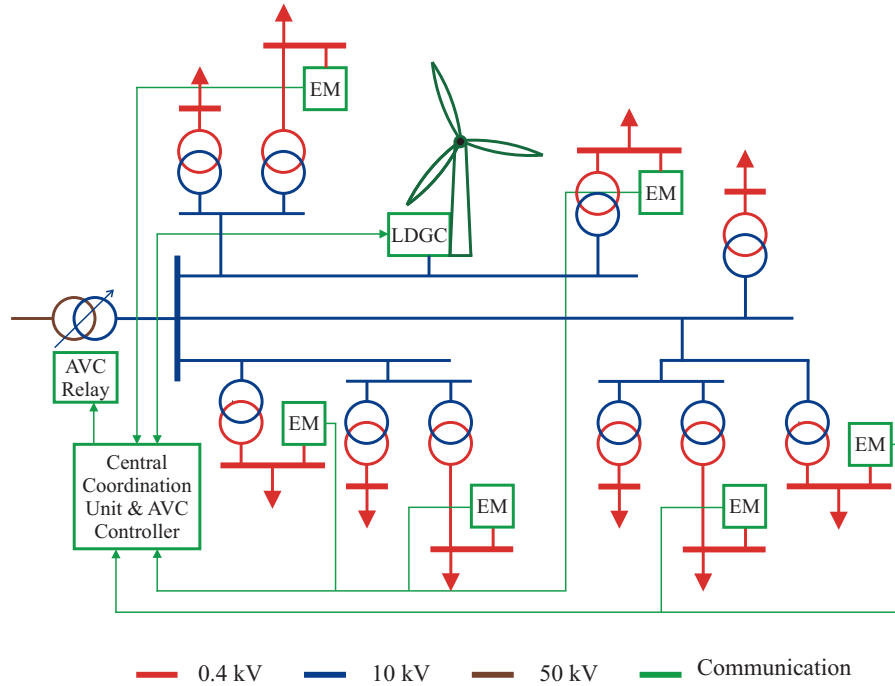 EM
EM
LDGC
AVC
Relay
EM
EM
Central
Coordination
Unit & AVC
Controller
EM
EM
0.4 kV
10 kV
50 kV
Communication